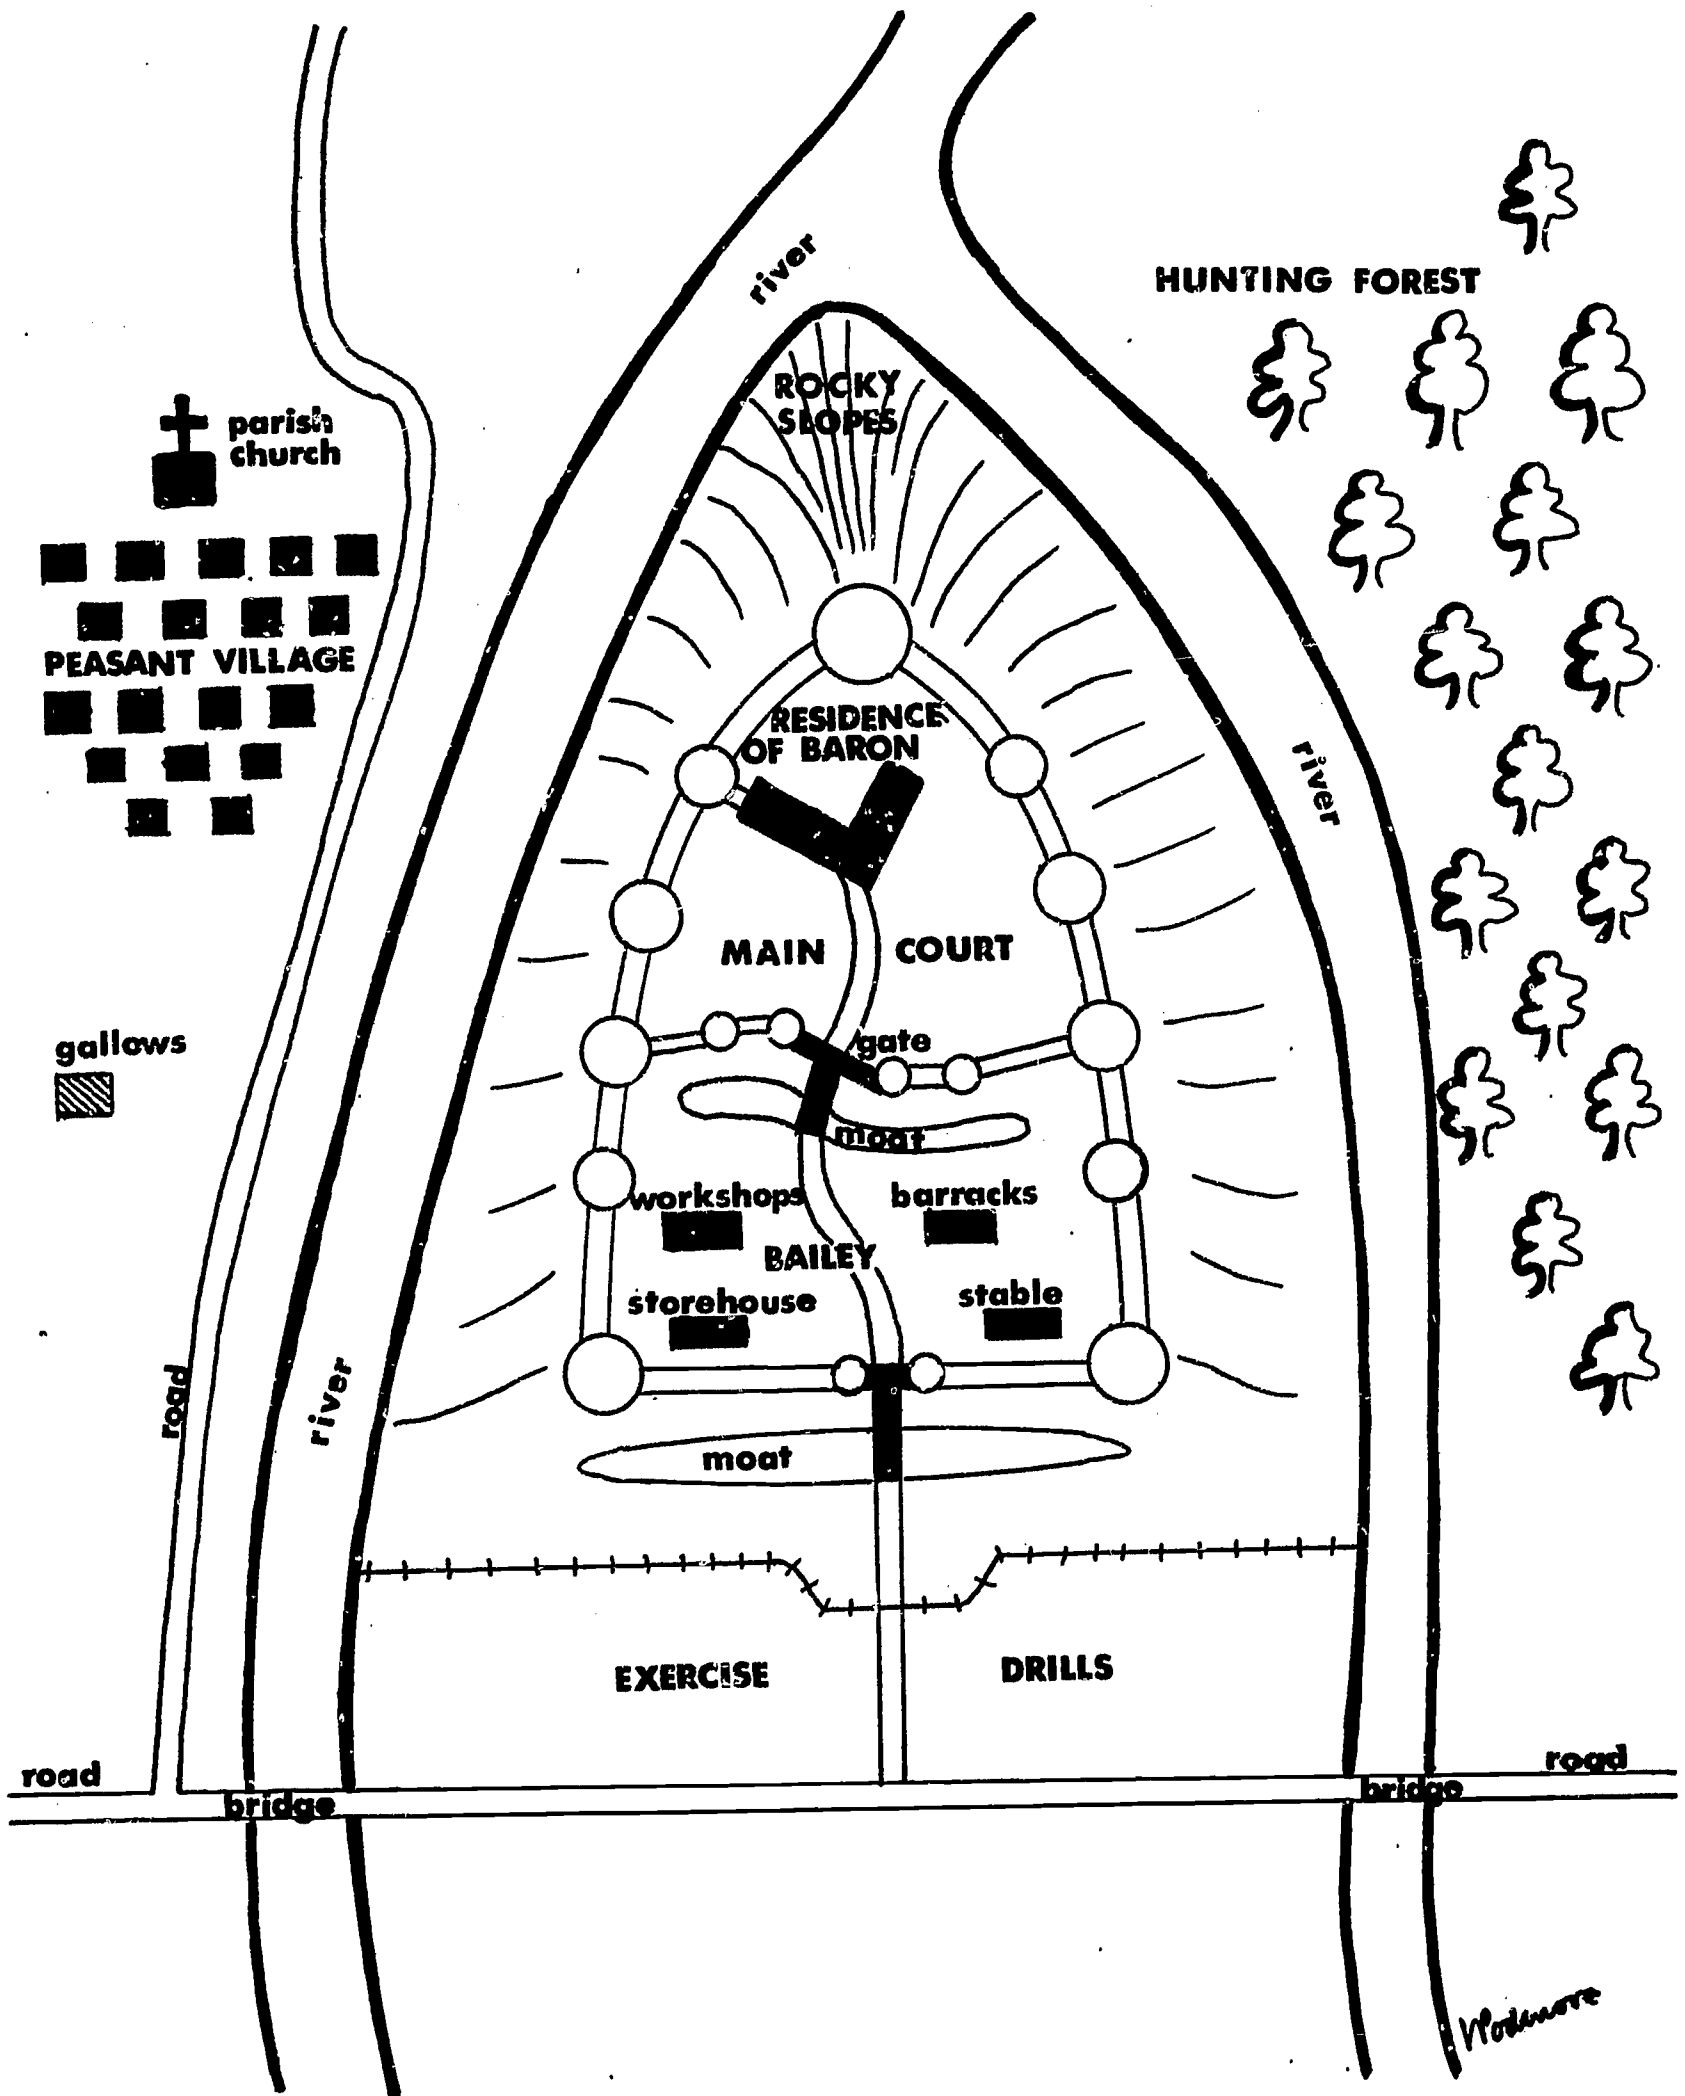 river
HUNTING FOREST
ROCKY
SLOPES
parish
church
PEASANT VILLAGE
RESIDENCE
OF BARON
river
MAIN COURT
gate
gallows
moat
workshops
barracks
BAILEY
storehouse
stable
road
river
moat
EXERCISE
DRILLS
road
road
bridge
bridge